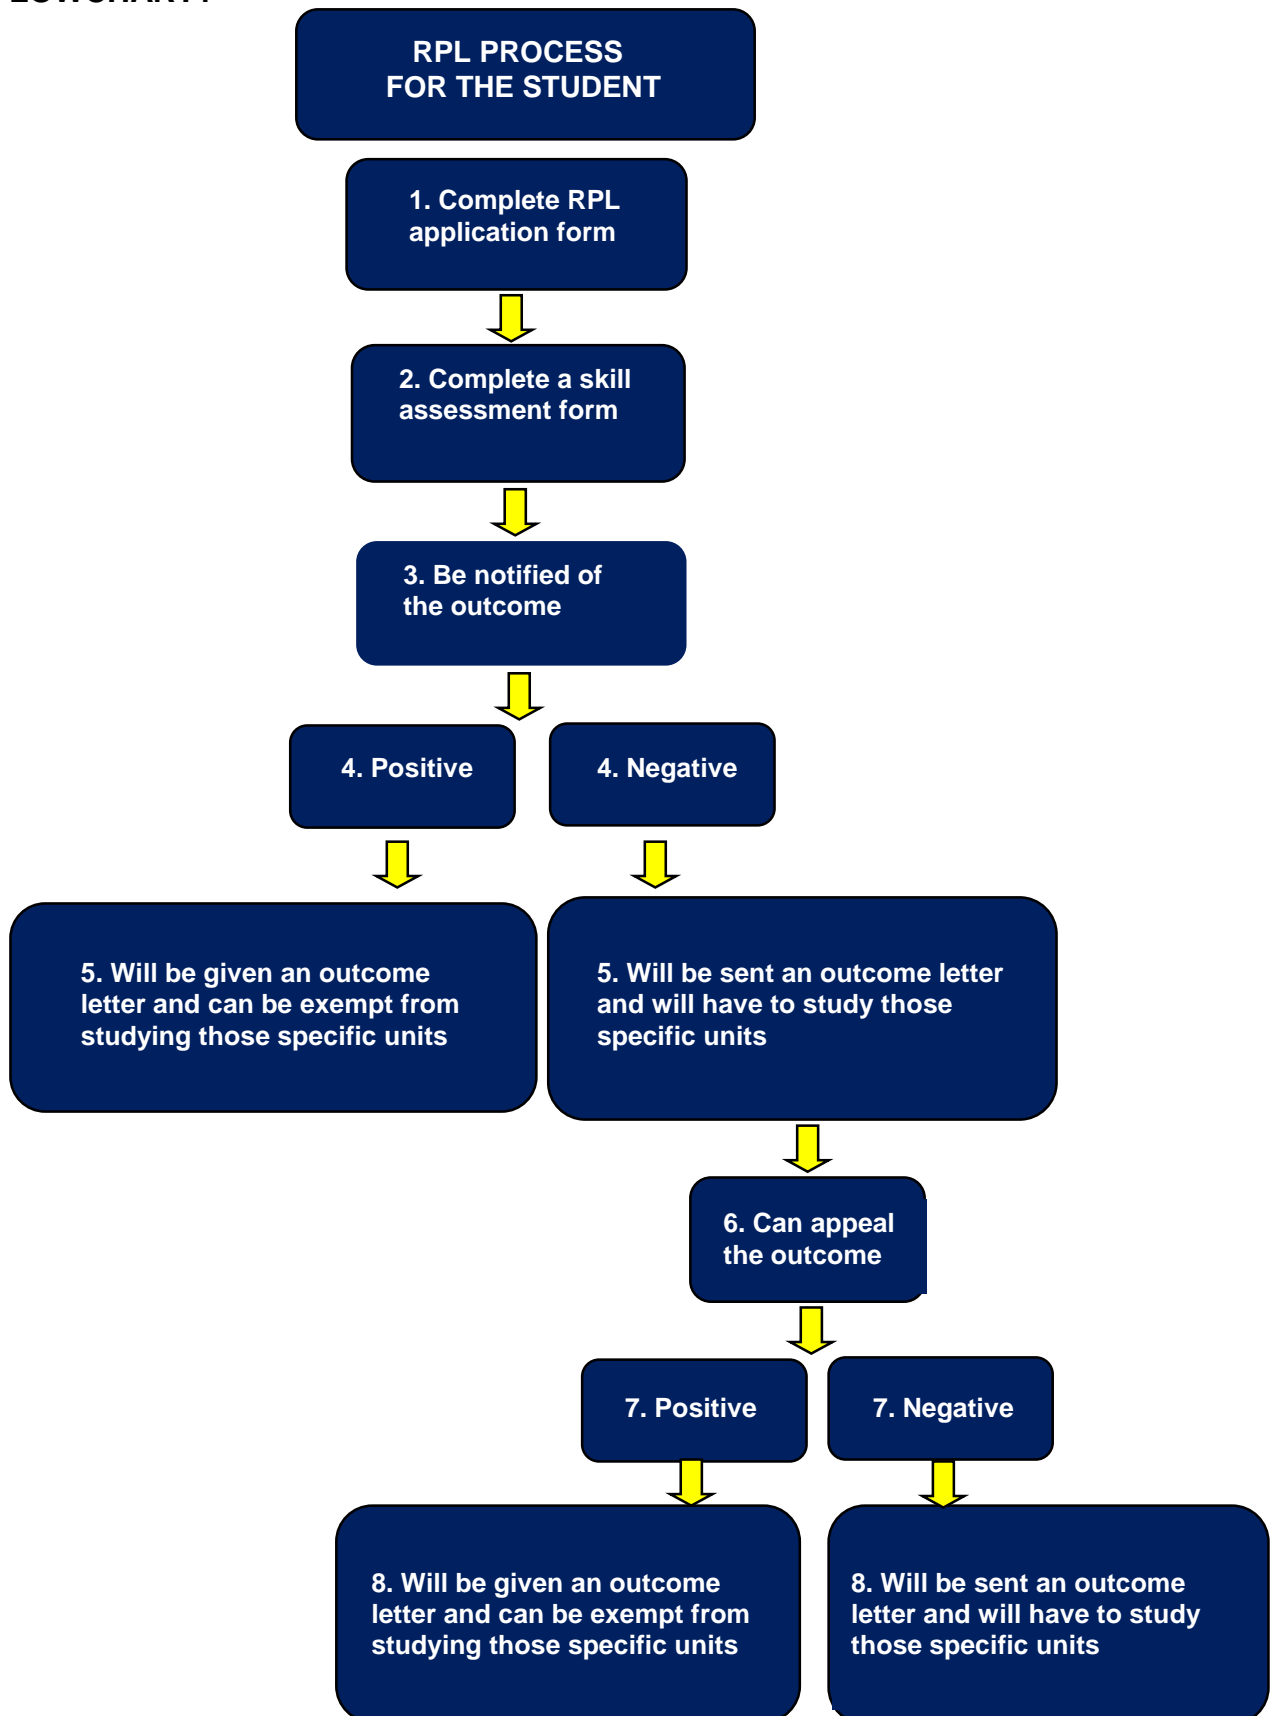 RPL PROCESS
FOR THE STUDENT
1. Complete RPL
application form
2. Complete a skill
assessment form
3. Be notified of
the outcome
4. Positive
4. Negative
5. Will be given an outcome
letter and can be exempt from
studying those specific units
5. Will be sent an outcome letter
and will have to study those
specific units
6. Can appeal
the outcome
7. Positive
7. Negative
8. Will be given an outcome
letter and can be exempt from
studying those specific units
8. Will be sent an outcome
letter and will have to study
those specific units